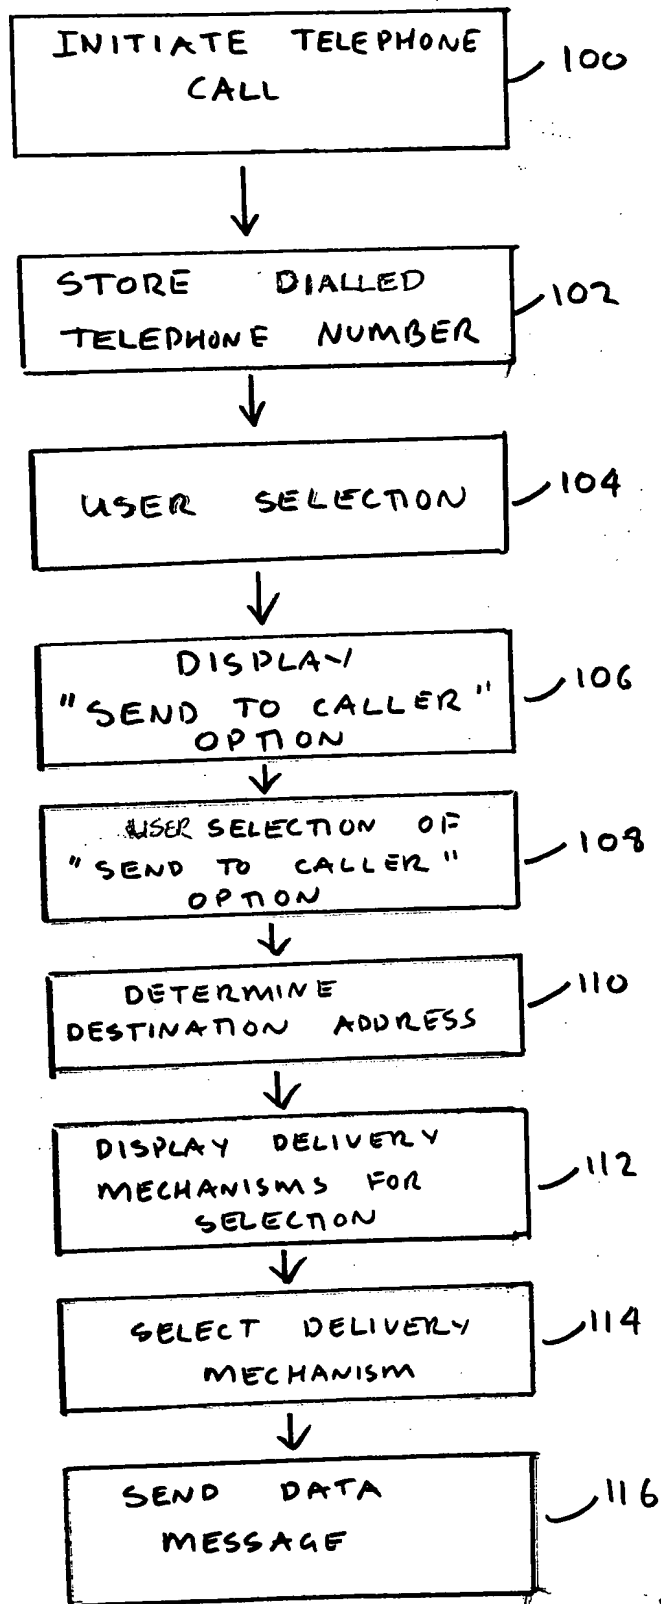 INITIATE TELEPHONE
CALL
100
STORE DIALLED
TELEPHONE NUMBER
102
USER SELECTION
104
DISPLAY
"SEND TO CALLER"
OPTION
106
USER SELECTION OF
"SEND TO CALLER"
OPTION
108
DETERMINE
DESTINATION ADDRESS
110
DISPLAY DELIVERY
MECHANISMS FOR
SELECTION
112
SELECT DELIVERY
MECHANISM
114
SEND DATA
MESSAGE
116